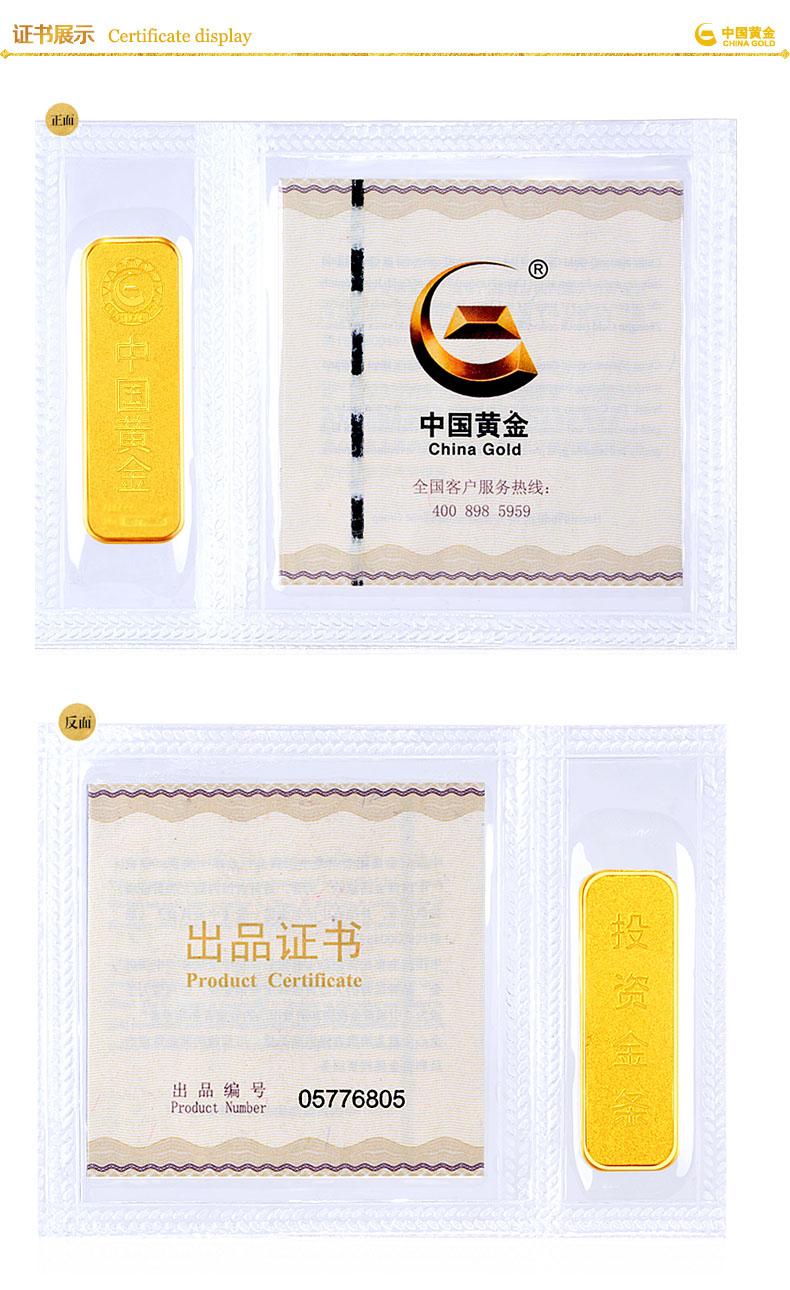 证书展示 Certificate display
中国黄金
CHINA GOLD
正面
中国黄金
®
中国黄金
China Gold
全国客户服务热线:
400 898 5959
反面
出品证书
Product Certificate
出品编号
Product Number
05776805
投资金条